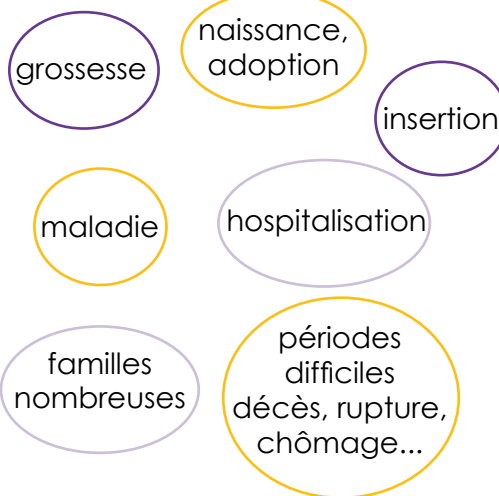 grossesse
naissance,
adoption
insertion
maladie
hospitalisation
familles
nombreuses
périodes
difficiles
décès, rupture,
chômage...